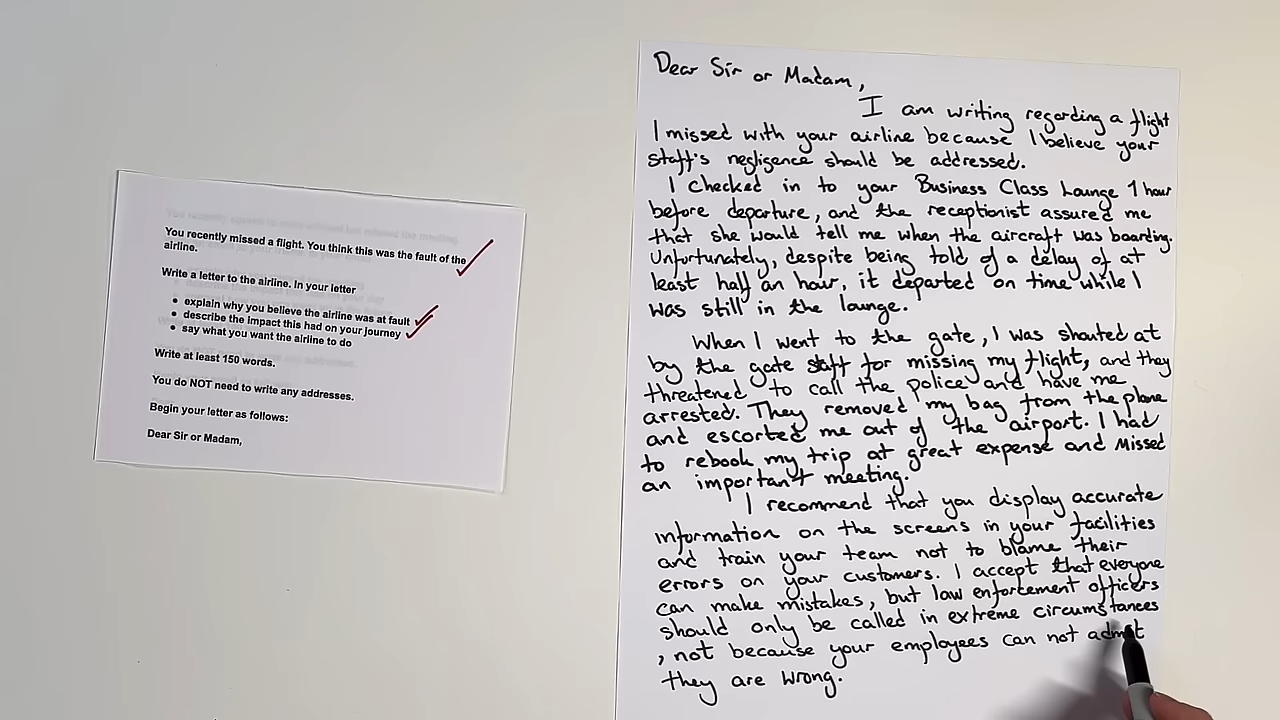 You recently missed a flight. You think this was the fault of the
airline.
Write a letter to the airline. In your letter
• explain why you believe the airline was at fault
• describe the impact this had on your journey
• say what you want the airline to do
Write at least 150 words.
You do NOT need to write any addresses.
Begin your letter as follows:
Dear Sir or Madam,
Dear Sir or Madam,
I am writing regarding a flight
I missed with your airline because I believe your
staff's negligence should be addressed.
I checked in to your Business Class Lounge 1 hour
before departure, and the receptionist assured me
that she would tell me when the aircraft was boarding.
Unfortunately, despite being told of a delay of at
least half an hour, it departed on time while I
was still in the lounge.
When I went to the gate, I was shouted at
by the gate staff for missing my flight, and they
threatened to call the police and have me
arrested. They removed my bag from the plane
and escorted me out of the airport. I had
to rebook my trip at great expense and missed
an important meeting.
I recommend that you display accurate
information on the screens in your facilities
and train your team not to blame their
errors on your customers. I accept that everyone
can make mistakes, but law enforcement officers
should only be called in extreme circumstances
, not because your employees can not admit
they are wrong.